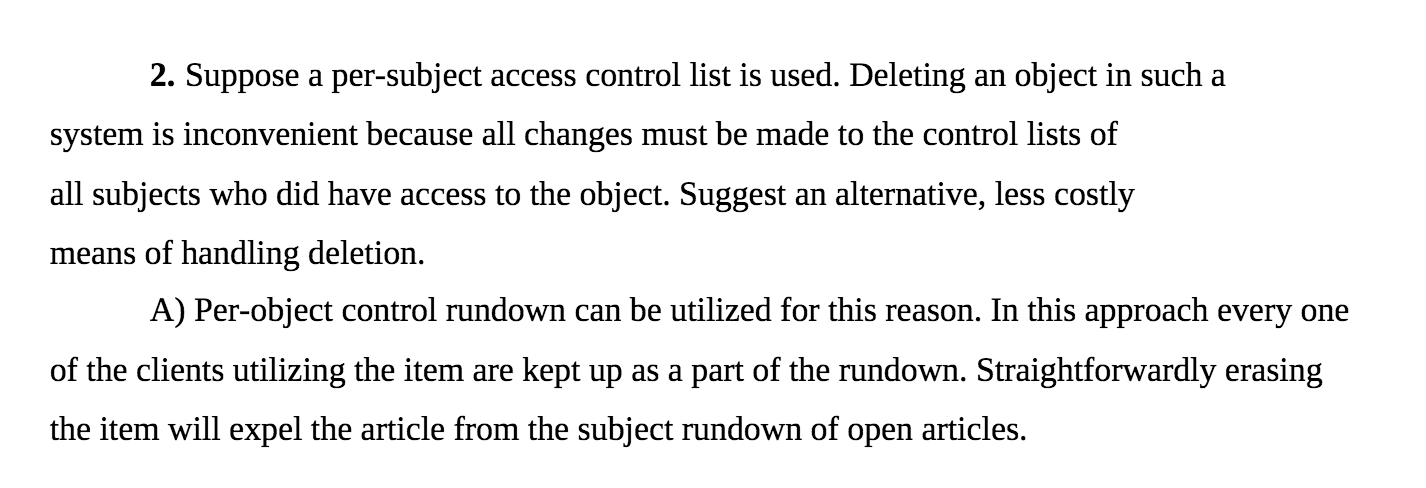 2. Suppose a per-subject access control list is used. Deleting an object in such a
system is inconvenient because all changes must be made to the control lists of
all subjects who did have access to the object. Suggest an alternative, less costly
means of handling deletion.
A) Per-object control rundown can be utilized for this reason. In this approach every one
of the clients utilizing the item are kept up as a part of the rundown. Straightforwardly erasing
the item will expel the article from the subject rundown of open articles.